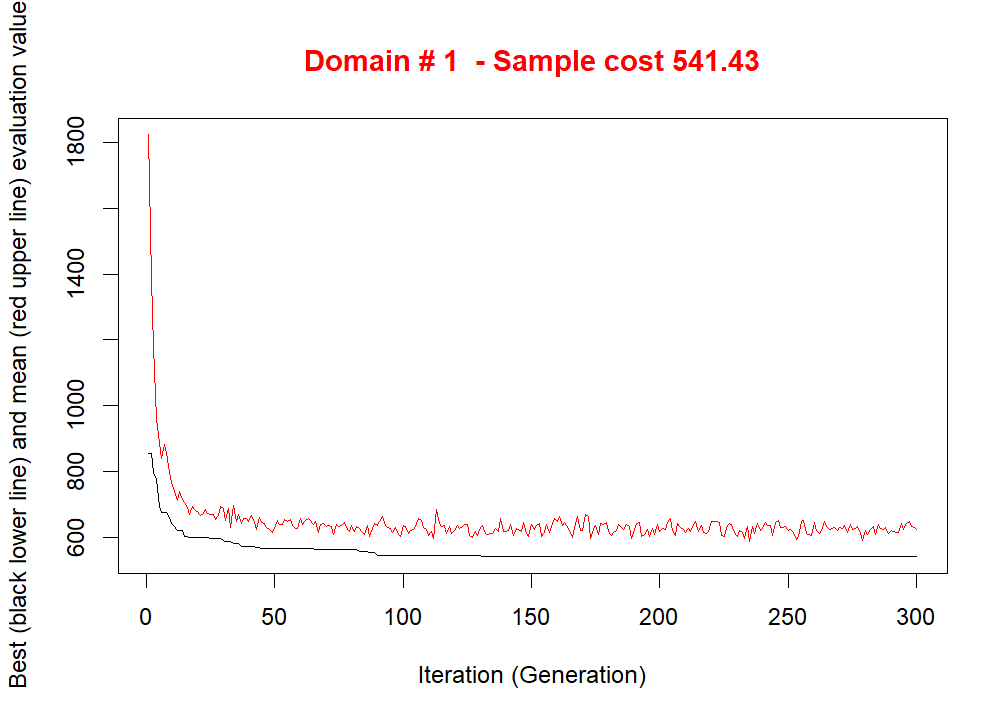 Domain # 1  - Sample cost 541.43
Best (black lower line) and mean (red upper line) evaluation value
1800
1400
1000
800
600
0 50 100 150 200 250 300
Iteration (Generation)